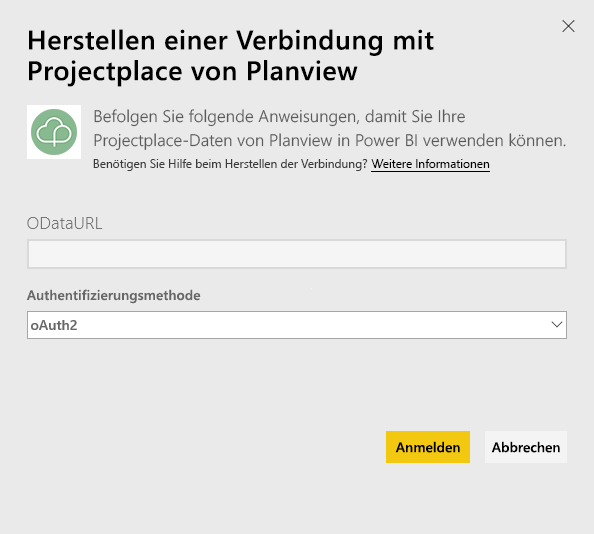 Herstellen einer Verbindung mit
Projectplace von Planview
Befolgen Sie folgende Anweisungen, damit Sie Ihre
Projectplace-Daten von Planview in Power BI verwenden können.
Benötigen Sie Hilfe beim Herstellen der Verbindung? Weitere Informationen
ODataURL
Authentifizierungsmethode
oAuth2
Anmelden Abbrechen